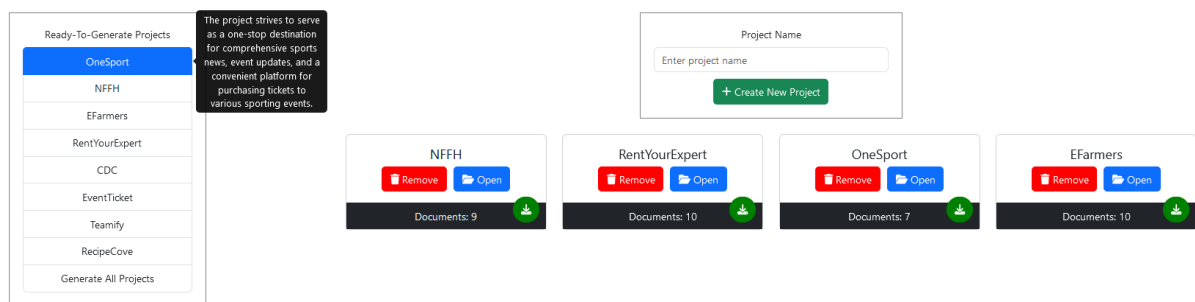 Ready-To-Generate Projects
OneSport
NFFH
EFarmers
RentYourExpert
CDC
EventTicket
Teamify
RecipeCove
Generate All Projects
The project strives to serve
as a one-stop destination
for comprehensive sports
news, event updates, and a
convenient platform for
purchasing tickets to
various sporting events.
Project Name
Enter project name
+ Create New Project
NFFH
Remove Open
Documents: 9
RentYourExpert
Remove Open
Documents: 10
OneSport
Remove Open
Documents: 7
EFarmers
Remove Open
Documents: 10